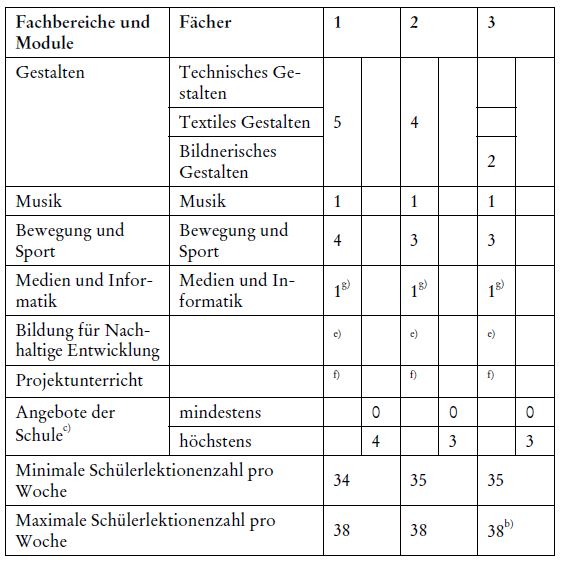 Fachbereiche und Fächer 1 2 3
Module
Gestalten Technisches Ge-
stalten
Textiles Gestalten 5 4
Bildnerisches
Gestalten 2
Musik Musik 1 1 1
Bewegung und Bewegung und
Sport Sport 4 3 3
Medien und Infor- Medien und In-
matik formatik 1g) 1g) 1g)
Bildung für Nach-
haltige Entwicklung e) e) e)
Projektunterricht f) f) f)
Angebote der mindestens 0 0 0
Schulec) höchstens 4 3 3
Minimale Schülerlektionenzahl pro
Woche 34 35 35
Maximale Schülerlektionenzahl pro
Woche 38 38 38b)